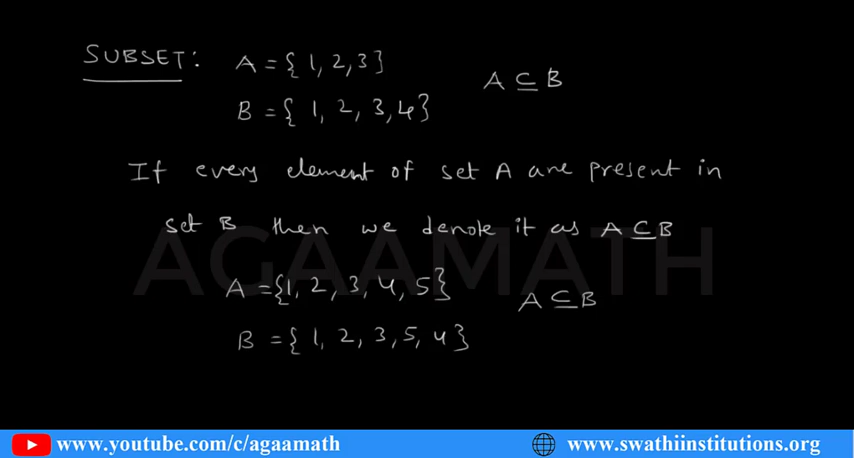 SUBSET: A = {1, 2, 3}
A ⊆ B
B = { 1, 2, 3, 4}
If every element of set A are present in
set B then we denote it as A ⊆ B
AGAAMATH
A = {1, 2, 3, 4, 5}
A ⊆ B
B = { 1, 2, 3, 5, 4 }
www.youtube.com/c/agaamath www.swathiinstitutions.org